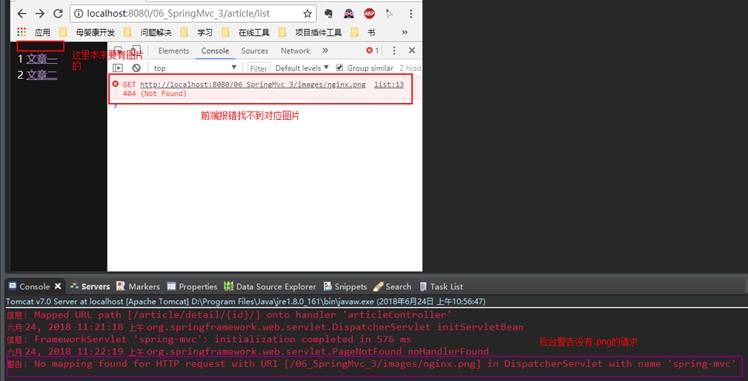 localhost:8080/06_SpringMvc_3/article/list
应用 百度 母婴康开发 问题解决 学习 在线工具 项目插件工具 书 »
Elements Console Sources Network » 1
top Filter Default levels Group similar 2 hidd
这里本来要有图片的
1 文章一
2 文章二
GET http://localhost:8080/06_SpringMvc_3/images/nginx.png list:13
404 (Not Found)
前端报错找不到对应图片
Console Servers Markers Properties Data Source Explorer Snippets Search Task List
Tomcat v7.0 Server at localhost [Apache Tomcat] D:\Program Files\Java\jre1.8.0_161\bin\javaw.exe (2018年6月24日 上午10:56:47)
信息: Mapped URL path [/article/detail/{id}/] onto handler 'articleController'
六月 24, 2018 11:21:18 上午 org.springframework.web.servlet.DispatcherServlet initServletBean
信息: FrameworkServlet 'spring-mvc': initialization completed in 576 ms
六月 24, 2018 11:22:19 上午 org.springframework.web.servlet.PageNotFound noHandlerFound
后台警告没有.png的请求
警告: No mapping found for HTTP request with URI [/06_SpringMvc_3/images/nginx.png] in DispatcherServlet with name 'spring-mvc'